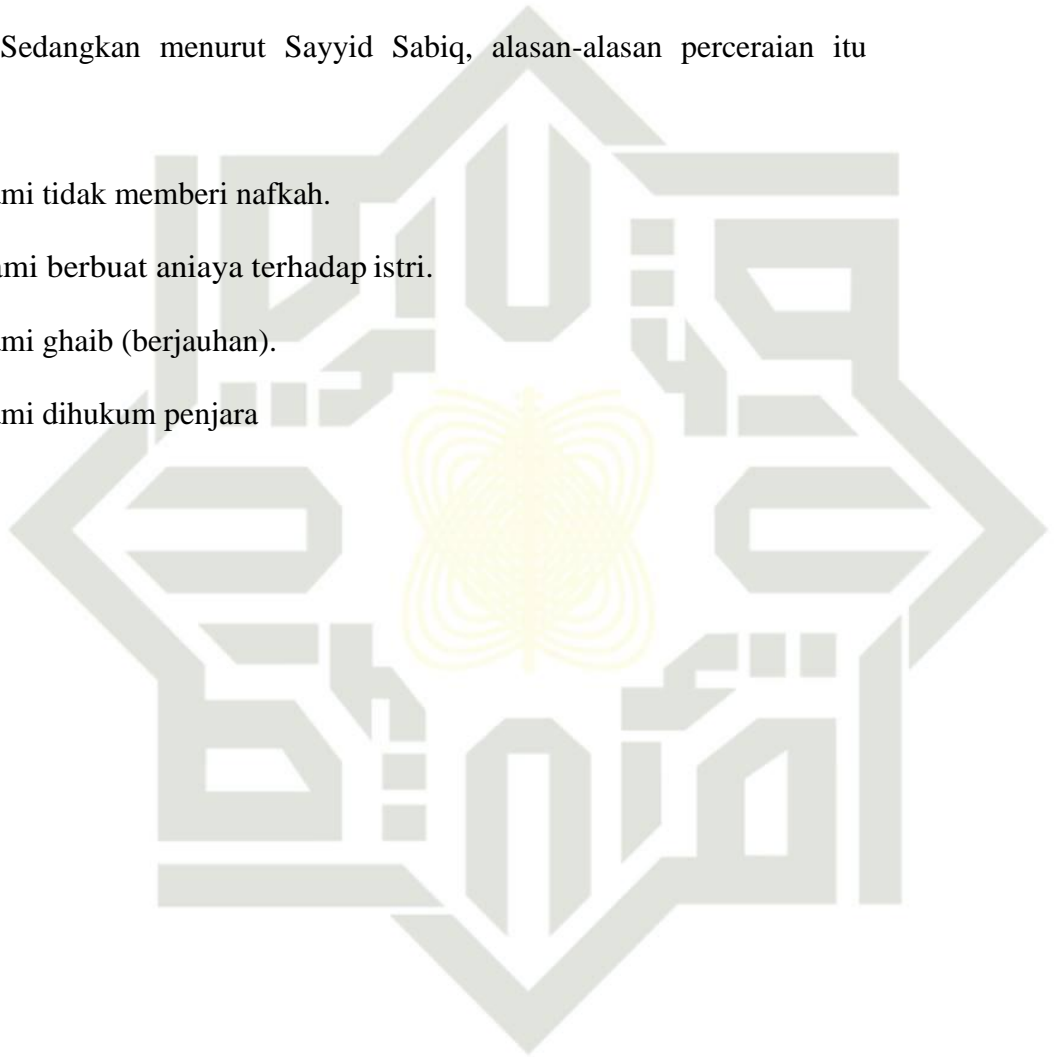 Sedangkan menurut Sayyid Sabiq, alasan-alasan perceraian itu
ami tidak memberi nafkah.
ami berbuat aniaya terhadap istri.
ami ghaib (berjauhan).
ami dihukum penjara